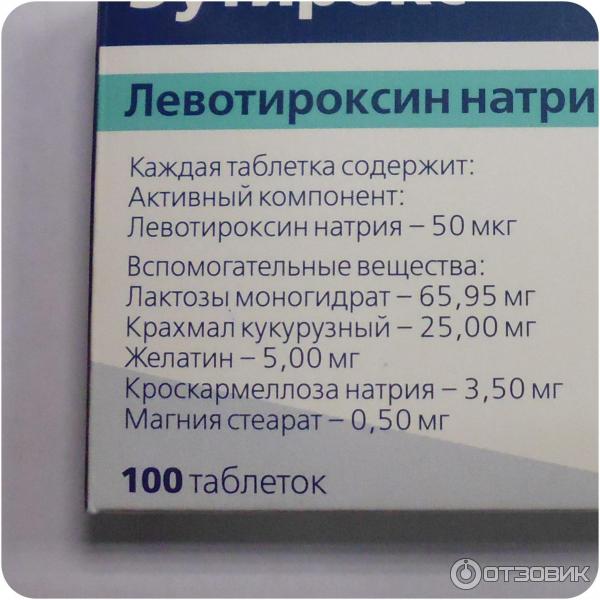 Левотироксин натри
Каждая таблетка содержит:
Активный компонент:
Левотироксин натрия – 50 мкг
Вспомогательные вещества:
Лактозы моногидрат – 65,95 мг
Крахмал кукурузный – 25,00 мг
Желатин – 5,00 мг
Кроскармеллоза натрия – 3,50 мг
Магния стеарат – 0,50 мг
100 таблеток
ОТЗОВИК